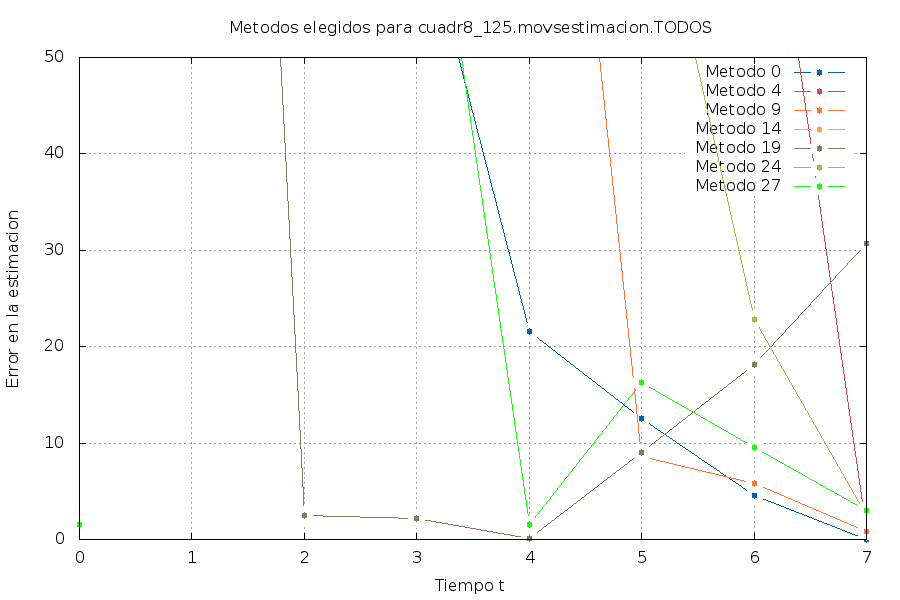 Metodos elegidos para cuadr8_125.movsestimacion.TODOS
50
40
30
20
10
0
Error en la estimacion
Metodo 0
Metodo 4
Metodo 9
Metodo 14
Metodo 19
Metodo 24
Metodo 27
0 1 2 3 4 5 6 7
Tiempo t